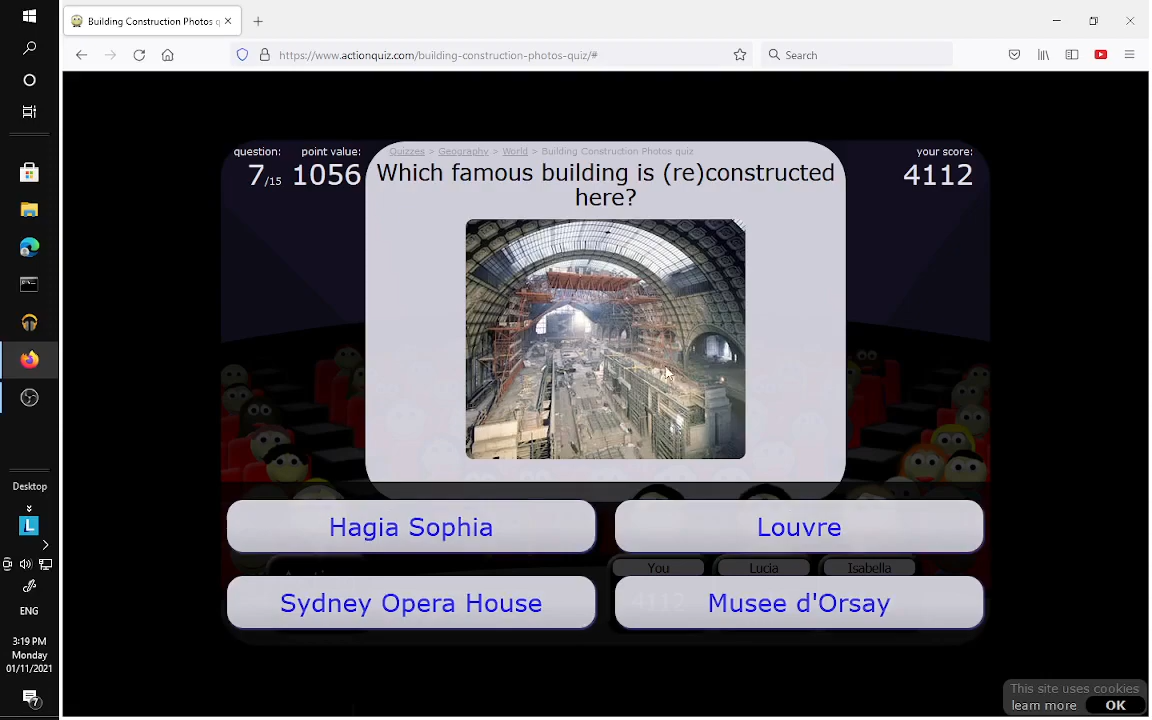 Building Construction Photos q
https://www.actionquiz.com/building-construction-photos-quiz/#
Search
question:
7/15
point value:
1056
Quizzes > Geography > World > Building Construction Photos quiz
your score:
4112
Which famous building is (re)constructed
here?
Hagia Sophia
Louvre
You
Lucia
Isabella
Sydney Opera House
4112
Musee d'Orsay
Desktop
L
ENG
3:19 PM
Monday
01/11/2021
7
This site uses cookies
learn more
OK